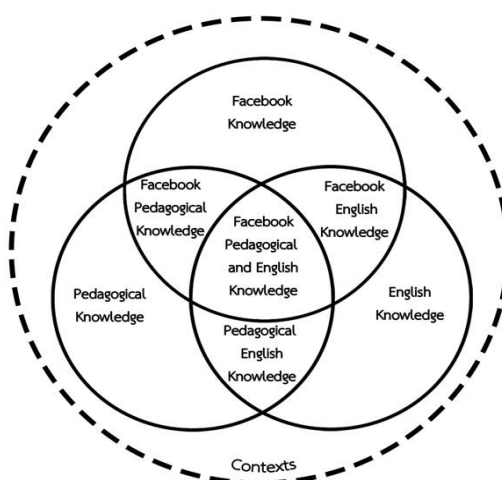 Facebook
Knowledge
Facebook
Pedagogical
Knowledge
Facebook
English
Knowledge
Facebook
Pedagogical
and English
Knowledge
Pedagogical
Knowledge
English
Knowledge
Pedagogical
English
Knowledge
Contexts